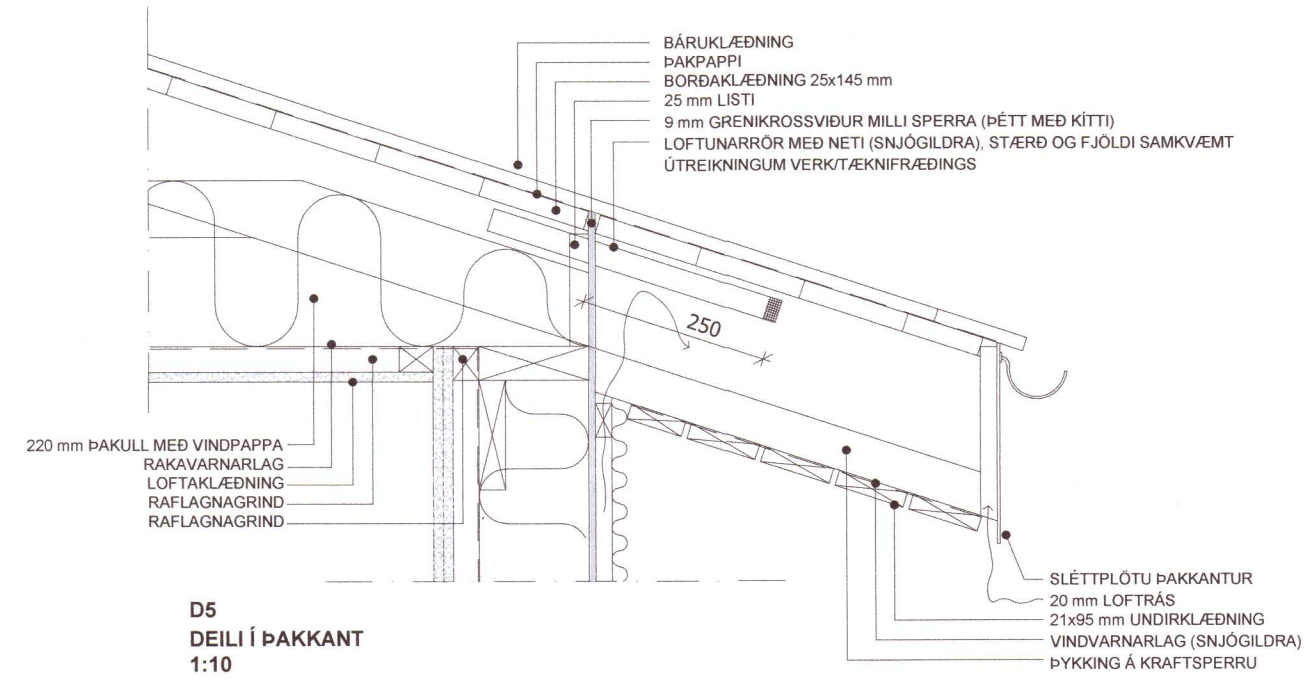 BÁRUKLÆÐNING
ÞAKPAPPI
BORÐAKLÆÐNING 25x145 mm
25 mm LISTI
9 mm GRENIKROSSVIÐUR MILLI SPERRA (ÞÉTT MEÐ KÍTTI)
LOFTUNARRÖR MEÐ NETI (SNJÓGILDRA), STÆRÐ OG FJÖLDI SAMKVÆMT
ÚTREIKNINGUM VERK/TÆKNIFRÆÐINGS
250
220 mm ÞAKULL MEÐ VINDPAPPA
RAKAVARNARLAG
LOFTAKLÆÐNING
RAFLAGNAGRIND
RAFLAGNAGRIND
SLÉTTPLÖTU ÞAKKANTUR
20 mm LOFTRÁS
21x95 mm UNDIRKLÆÐNING
VINDVARNARLAG (SNJÓGILDRA)
ÞYKKING Á KRAFTSPERRU
D5
DEILI Í ÞAKKANT
1:10